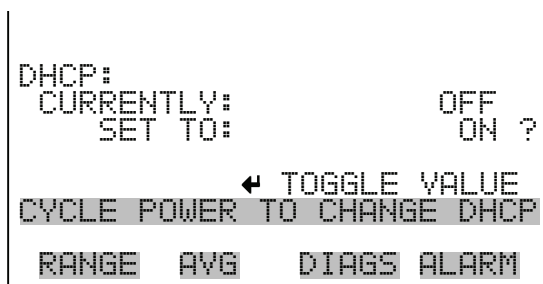 DHCP:
CURRENTLY: OFF
SET TO: ON ?
↵ TOGGLE VALUE
CYCLE POWER TO CHANGE DHCP
RANGE AVG DIAGS ALARM